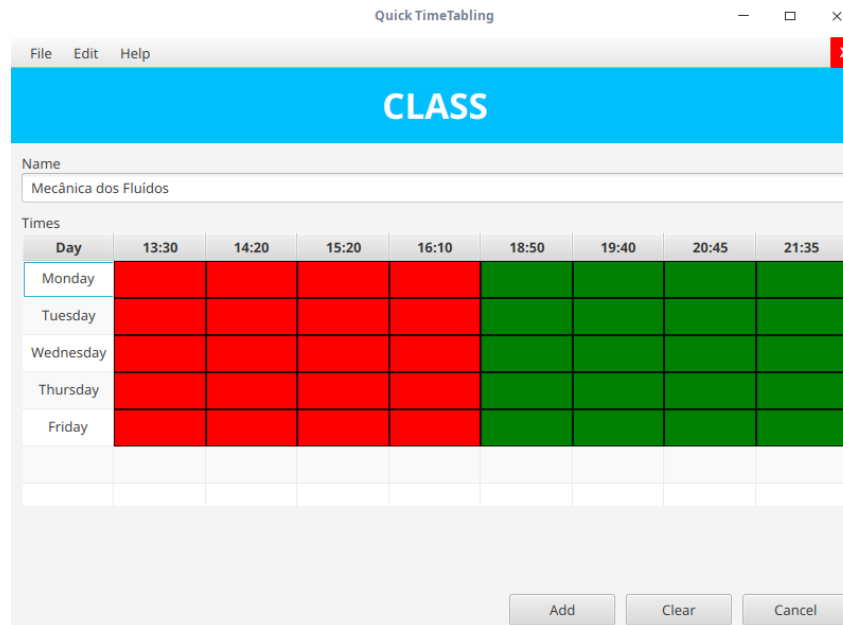 Quick TimeTabling
File Edit Help
CLASS
Name
Mecânica dos Fluídos
Times
Day 13:30 14:20 15:20 16:10 18:50 19:40 20:45 21:35
Monday
Tuesday
Wednesday
Thursday
Friday
Add Clear Cancel